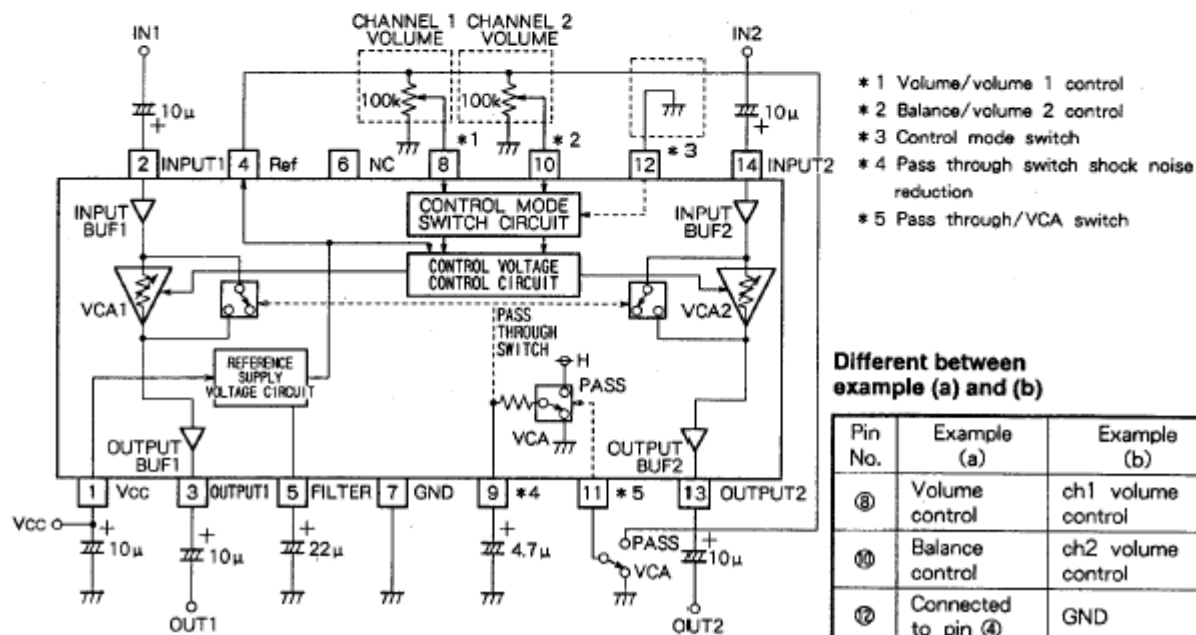 CHANNEL 1 CHANNEL 2
VOLUME VOLUME
IN1
IN2
100k
100k
10μ
+
10μ
+
*1
*2
*3
* 1 Volume/volume 1 control
* 2 Balance/volume 2 control
* 3 Control mode switch
* 4 Pass through switch shock noise
reduction
* 5 Pass through/VCA switch
2 INPUT1
4 Ref
6 NC
8
10
12
14 INPUT2
INPUT
BUF1
CONTROL MODE
SWITCH CIRCUIT
INPUT
BUF2
CONTROL VOLTAGE
CONTROL CIRCUIT
VCA1
VCA2
PASS
THROUGH
SWITCH
REFERENCE
SUPPLY
VOLTAGE CIRCUIT
H
PASS
VCA
OUTPUT
BUF1
OUTPUT
BUF2
1 Vcc
3 OUTPUT1
5 FILTER
7 GND
9 *4
11 *5
13 OUTPUT2
Vcc
+
10μ
+
10μ
+
22μ
+
4.7μ
PASS
VCA
+
10μ
OUT1
OUT2
Different between
example (a) and (b)
Pin No. Example (a) Example (b)
⑧ Volume control ch1 volume control
⑩ Balance control ch2 volume control
⑫ Connected to pin ④ GND